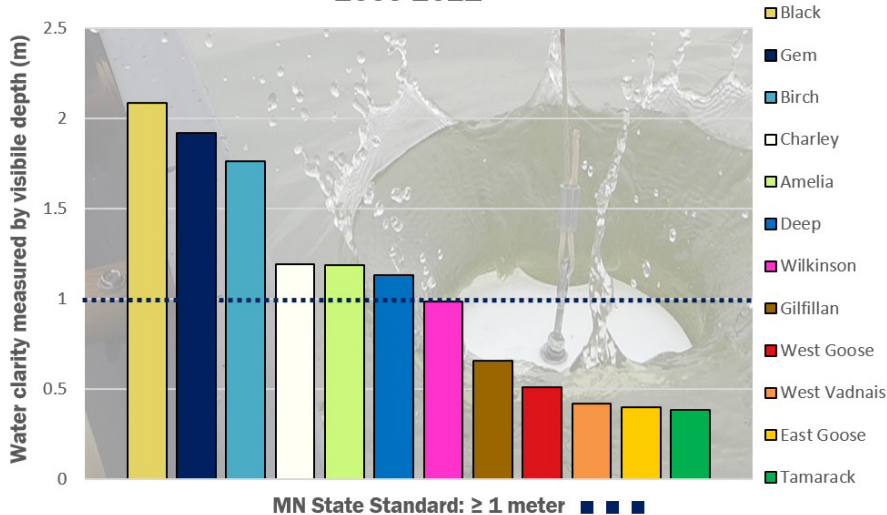 Black
2.5
Gem
Birch
2
Charley
1.5
Amelia
Deep
Wilkinson
1
Gilfillan
West Goose
0.5
West Vadnais
East Goose
0
Tamarack
Water clarity measured by visibile depth (m)
MN State Standard: ≥ 1 meter